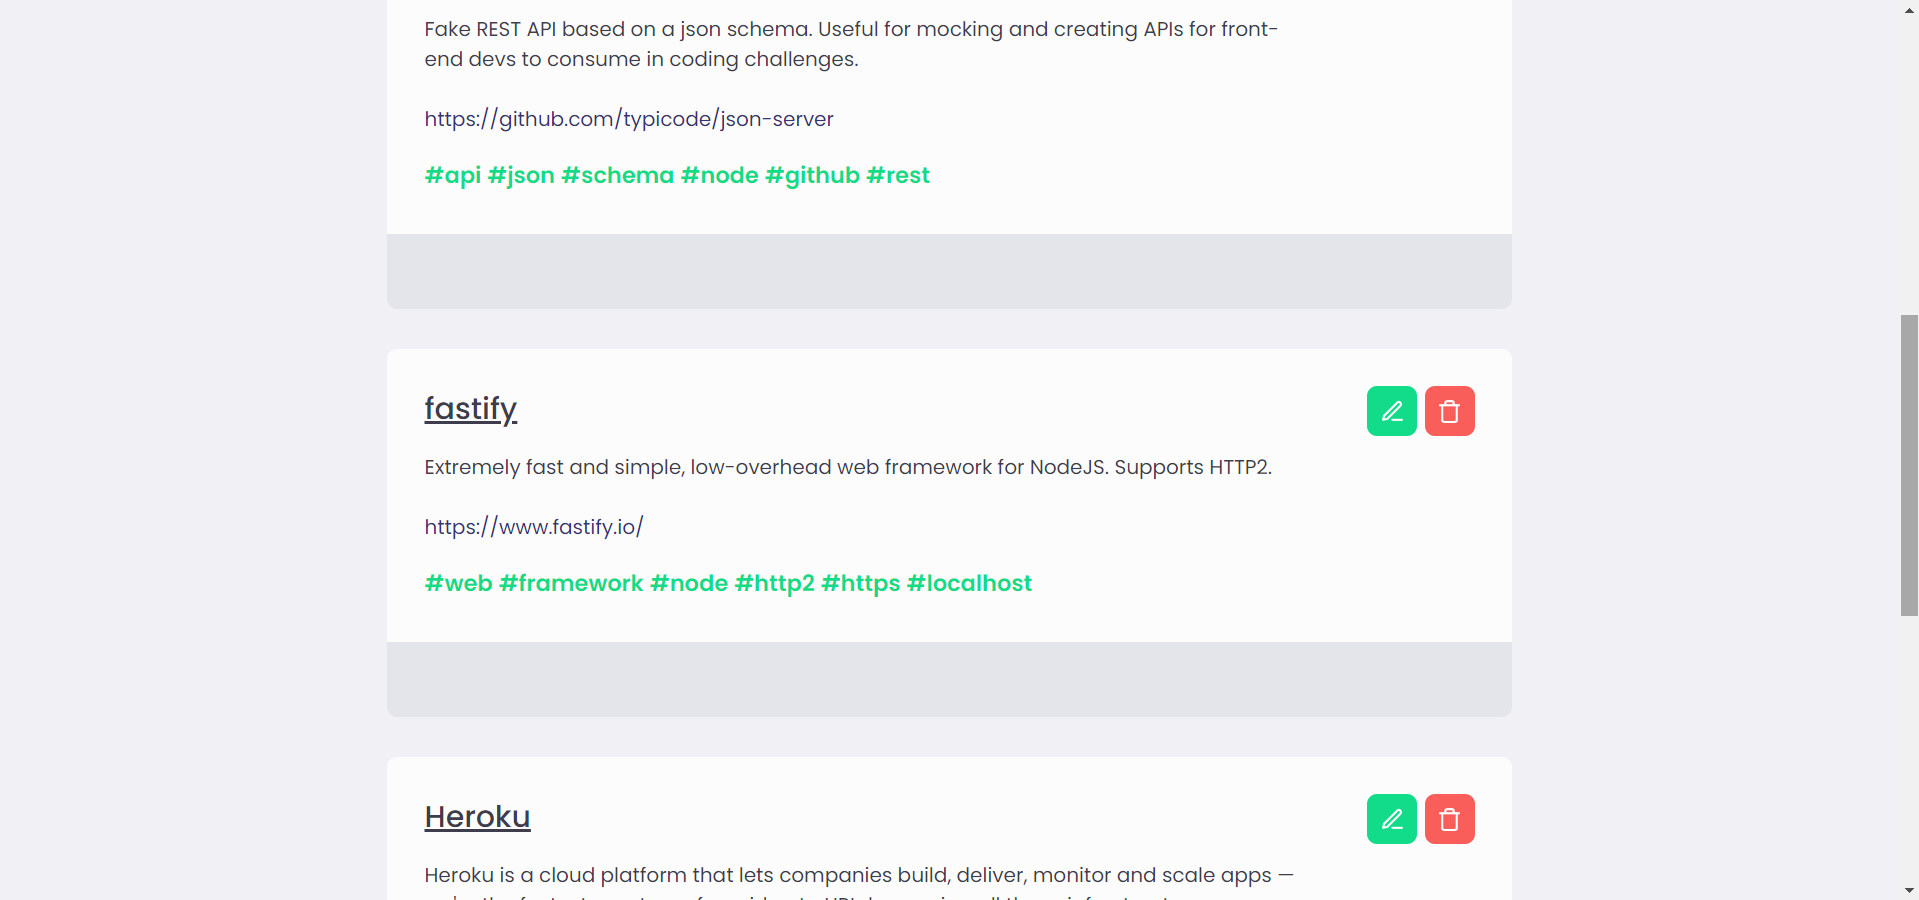 Fake REST API based on a json schema. Useful for mocking and creating APIs for front-
end devs to consume in coding challenges.
https://github.com/typicode/json-server
#api #json #schema #node #github #rest
fastify
Extremely fast and simple, low-overhead web framework for NodeJS. Supports HTTP2.
https://www.fastify.io/
#web #framework #node #http2 #https #localhost
Heroku
Heroku is a cloud platform that lets companies build, deliver, monitor and scale apps —